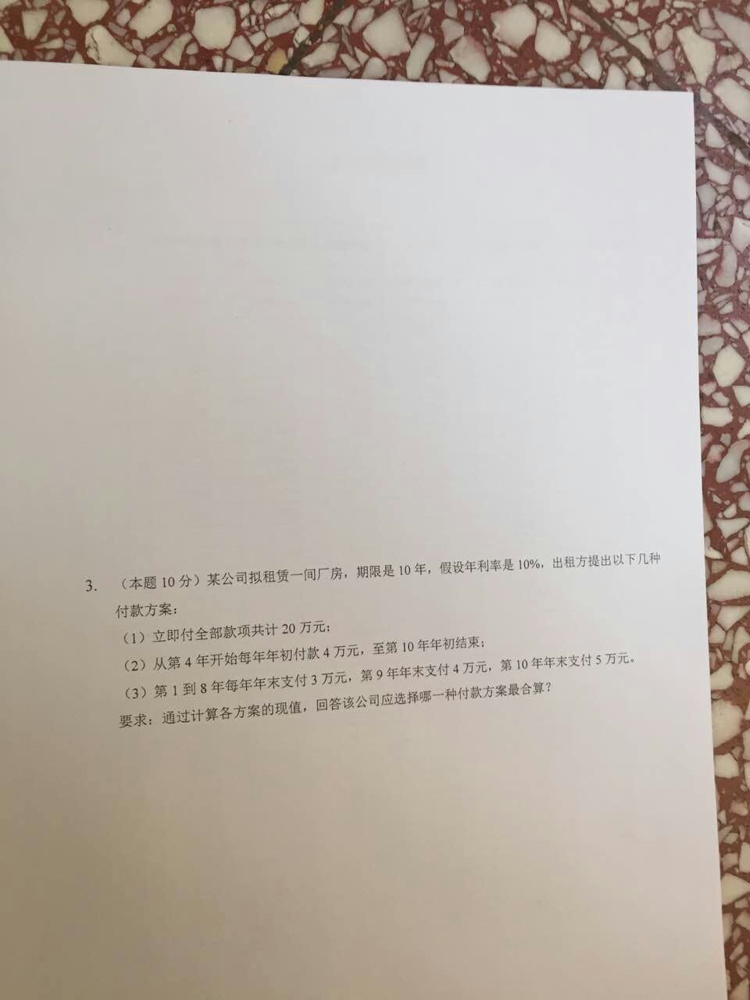 3. （本题 10 分）某公司拟租赁一间厂房，期限是 10 年，假设年利率是 10%，出租方提出以下几种
付款方案：
（1）立即付全部款项共计 20 万元；
（2）从第 4 年开始每年年初付款 4 万元，至第 10 年年初结束；
（3）第 1 到 8 年每年年末支付 3 万元，第 9 年年末支付 4 万元，第 10 年年末支付 5 万元。
要求：通过计算各方案的现值，回答该公司应选择哪一种付款方案最合算？